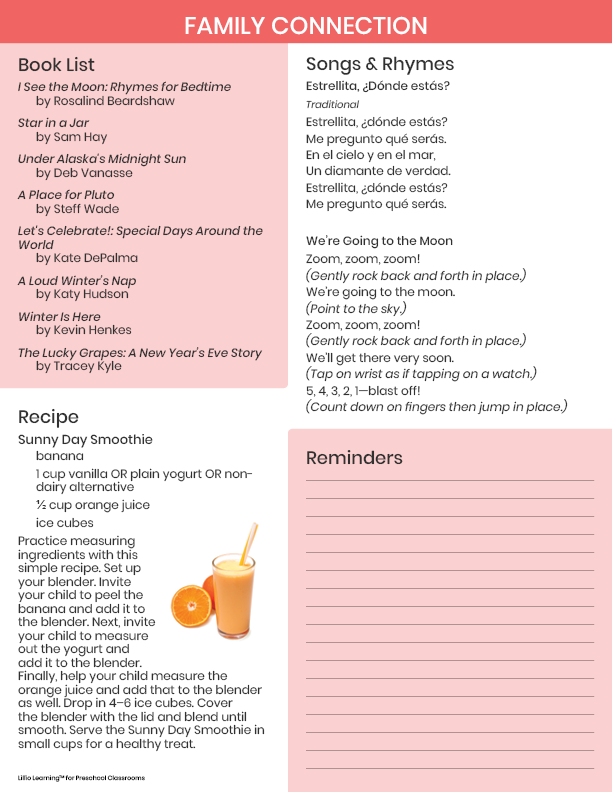 FAMILY CONNECTION
Book List
I See the Moon: Rhymes for Bedtime
by Rosalind Beardshaw
Star in a Jar
by Sam Hay
Under Alaska's Midnight Sun
by Deb Vanasse
A Place for Pluto
by Steff Wade
Let's Celebrate!: Special Days Around the
World
by Kate DePalma
A Loud Winter's Nap
by Katy Hudson
Winter Is Here
by Kevin Henkes
The Lucky Grapes: A New Year's Eve Story
by Tracey Kyle
Recipe
Sunny Day Smoothie
banana
1 cup vanilla OR plain yogurt OR non-
dairy alternative
½ cup orange juice
ice cubes
Practice measuring
ingredients with this
simple recipe. Set up
your blender. Invite
your child to peel the
banana and add it to
the blender. Next, invite
your child to measure
out the yogurt and
add it to the blender.
Finally, help your child measure the
orange juice and add that to the blender
as well. Drop in 4–6 ice cubes. Cover
the blender with the lid and blend until
smooth. Serve the Sunny Day Smoothie in
small cups for a healthy treat.
Lillio Learning™ for Preschool Classrooms
Songs & Rhymes
Estrellita, ¿Dónde estás?
Traditional
Estrellita, ¿dónde estás?
Me pregunto qué serás.
En el cielo y en el mar,
Un diamante de verdad.
Estrellita, ¿dónde estás?
Me pregunto qué serás.
We're Going to the Moon
Zoom, zoom, zoom!
(Gently rock back and forth in place.)
We're going to the moon.
(Point to the sky.)
Zoom, zoom, zoom!
(Gently rock back and forth in place.)
We'll get there very soon.
(Tap on wrist as if tapping on a watch.)
5, 4, 3, 2, 1—blast off!
(Count down on fingers then jump in place.)
Reminders